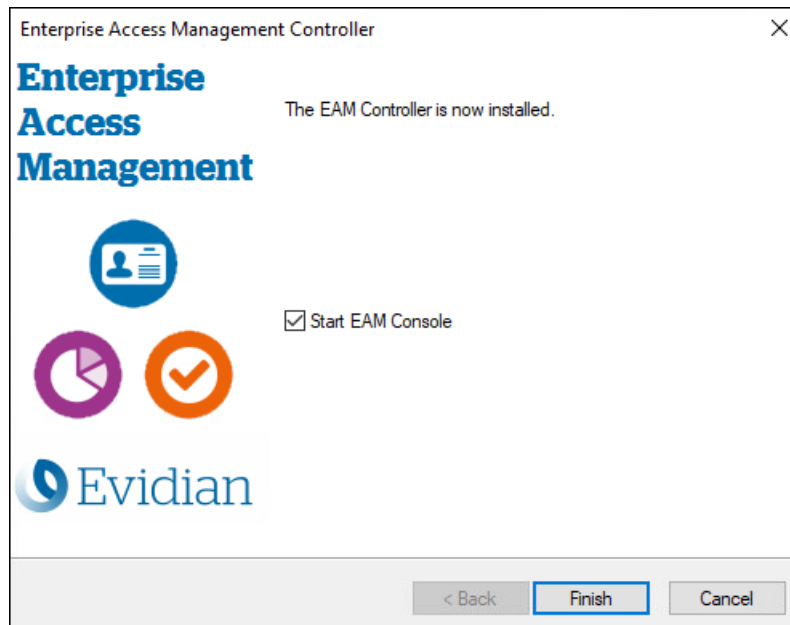 Enterprise Access Management Controller
Enterprise
Access
Management
The EAM Controller is now installed.
Start EAM Console
Evidian
< Back
Finish
Cancel